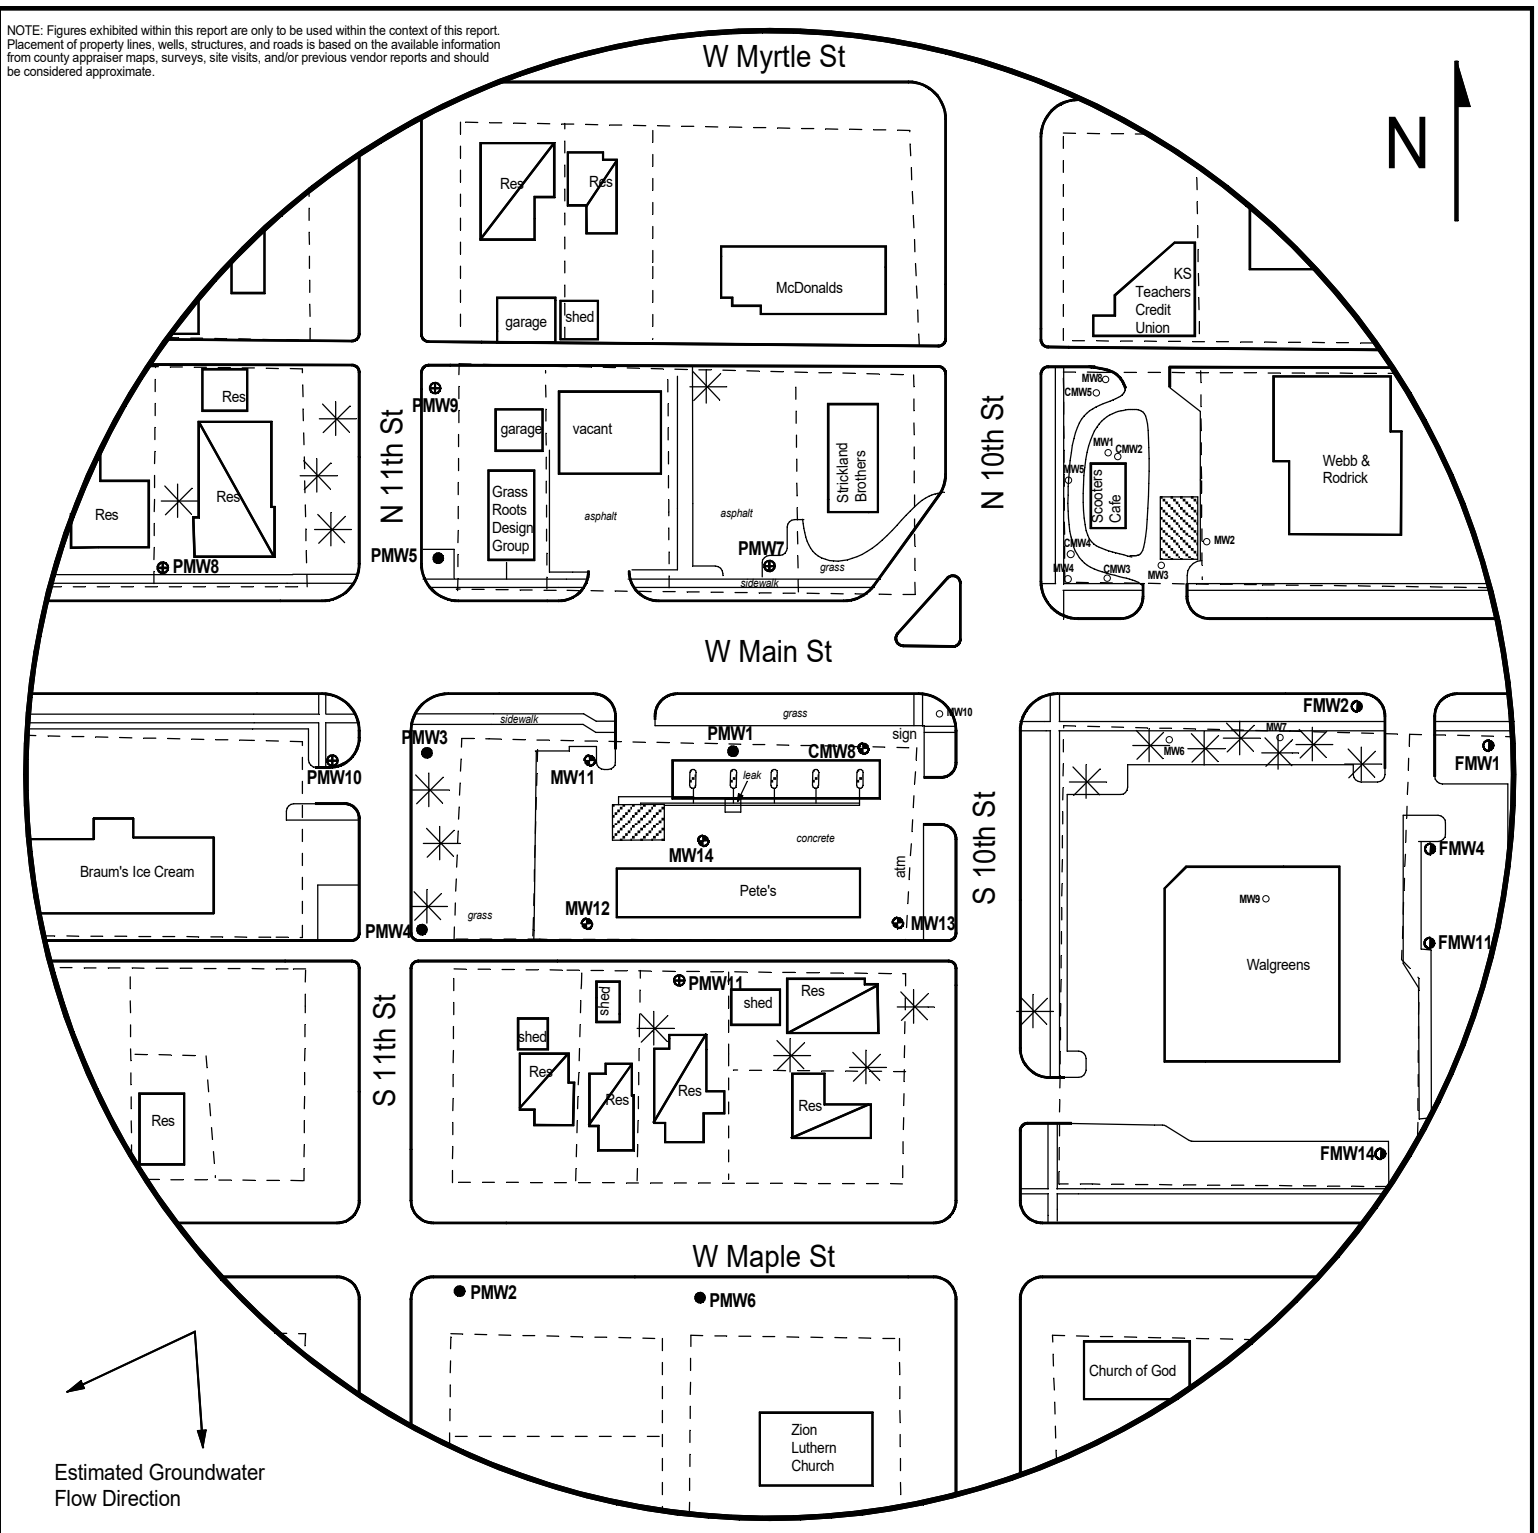 NOTE: Figures exhibited within this report are only to be used within the context of this report.
Placement of property lines, wells, structures, and roads is based on the available information
from county appraiser maps, surveys, site visits, and/or previous vendor reports and should
be considered approximate.
W Myrtle St
N
Res
Res
McDonalds
garage
shed
KS
Teachers
Credit
Union
Res
Res
Res
PMW8
N 11th St
PMW9
garage
vacant
Grass
Roots
Design
Group
asphalt
PMW5
asphalt
Strickland
Brothers
PMW7
grass
sidewalk
N 10th St
MW8
CMW5
MW1
CMW2
MW5
Scooters
Cafe
CMW4
MW4
CMW3
MW3
MW2
Webb &
Rodrick
W Main St
PMW10
Braum's Ice Cream
sidewalk
PMW3
MW11
grass
PMW1
CMW8
sign
MW10
leak
concrete
MW14
atm
Pete's
MW12
MW13
grass
PMW4
S 10th St
FMW2
MW7
MW6
FMW1
FMW4
MW9
FMW11
Walgreens
S 11th St
PMW11
shed
shed
shed
Res
Res
Res
Res
Res
Res
FMW14
W Maple St
PMW2
PMW6
Church of God
Zion
Luthern
Church
Estimated Groundwater
Flow Direction